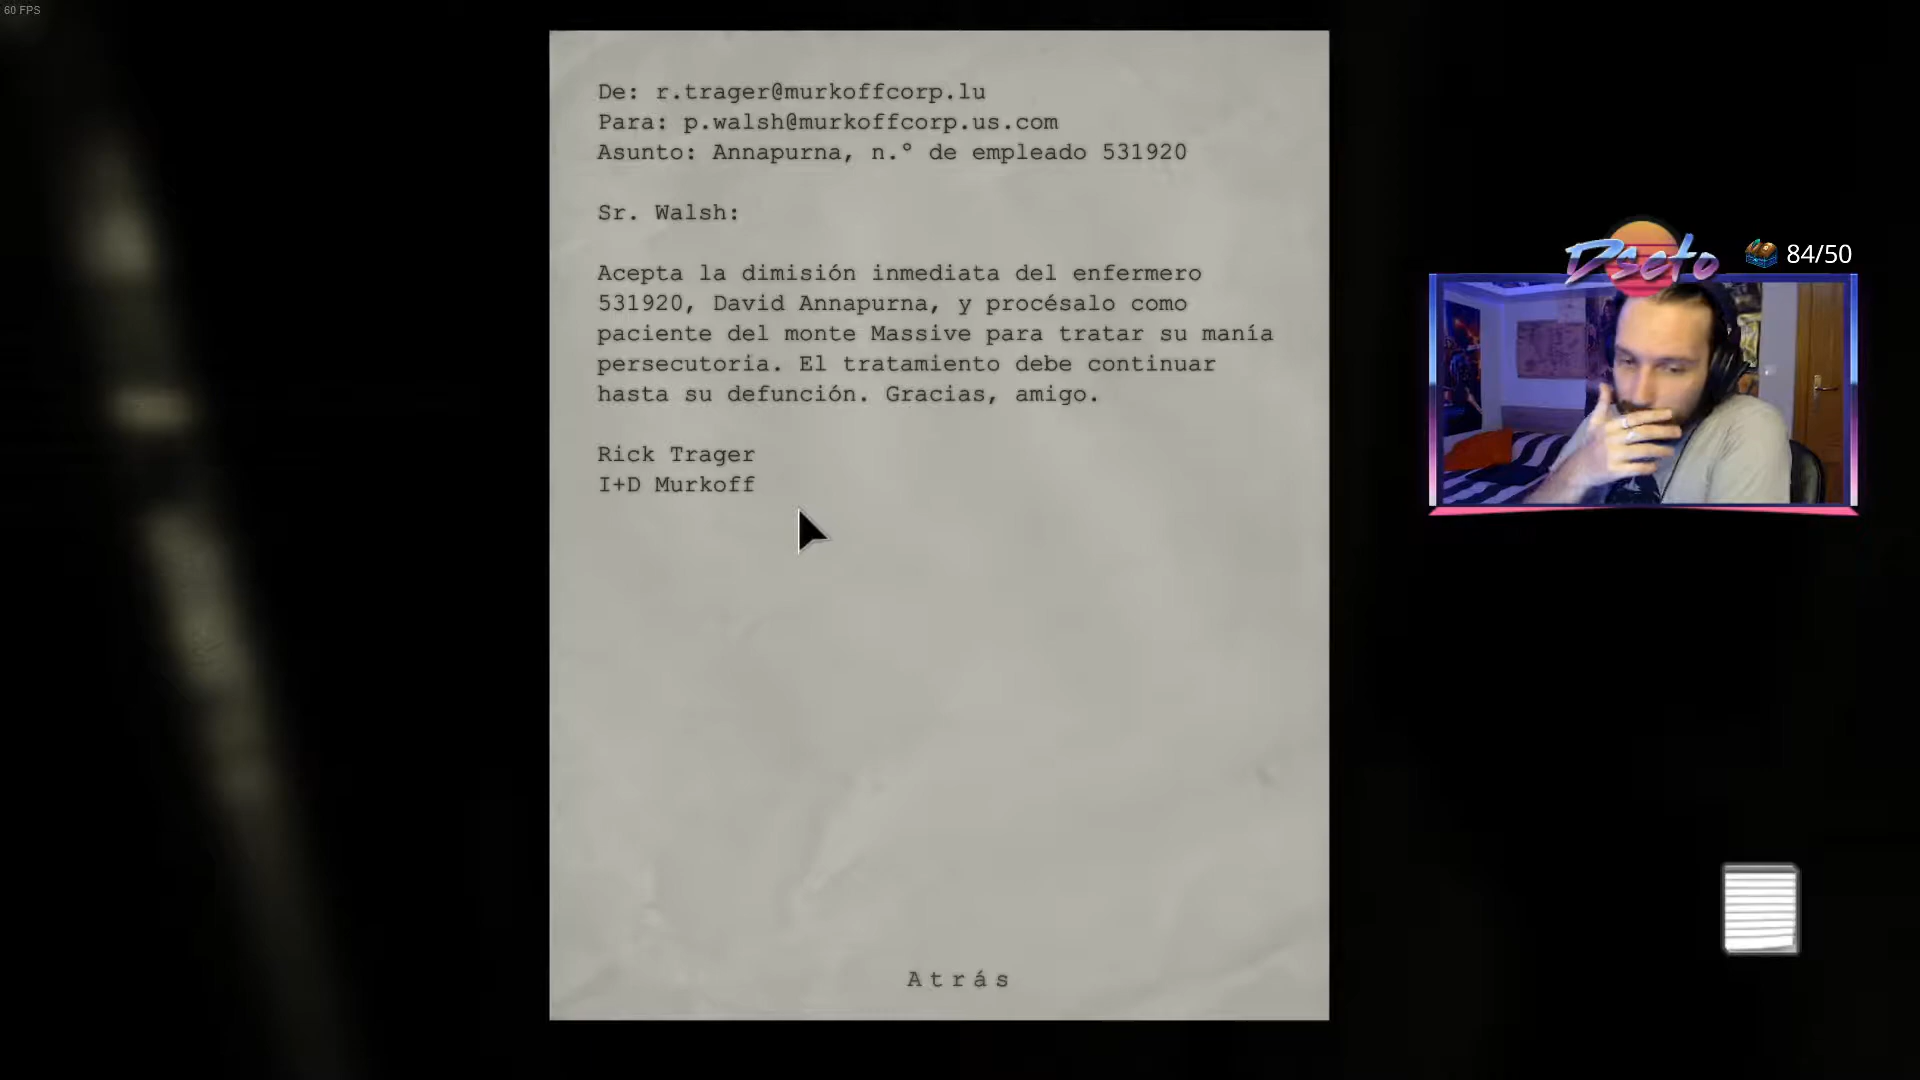 60 FPS
De: r.trager@murkoffcorp.lu
Para: p.walsh@murkoffcorp.us.com
Asunto: Annapurna, n.º de empleado 531920
Sr. Walsh:
Acepta la dimisión inmediata del enfermero
531920, David Annapurna, y procésalo como
paciente del monte Massive para tratar su manía
persecutoria. El tratamiento debe continuar
hasta su defunción. Gracias, amigo.
Rick Trager
I+D Murkoff
Atrás
Dseto
84/50